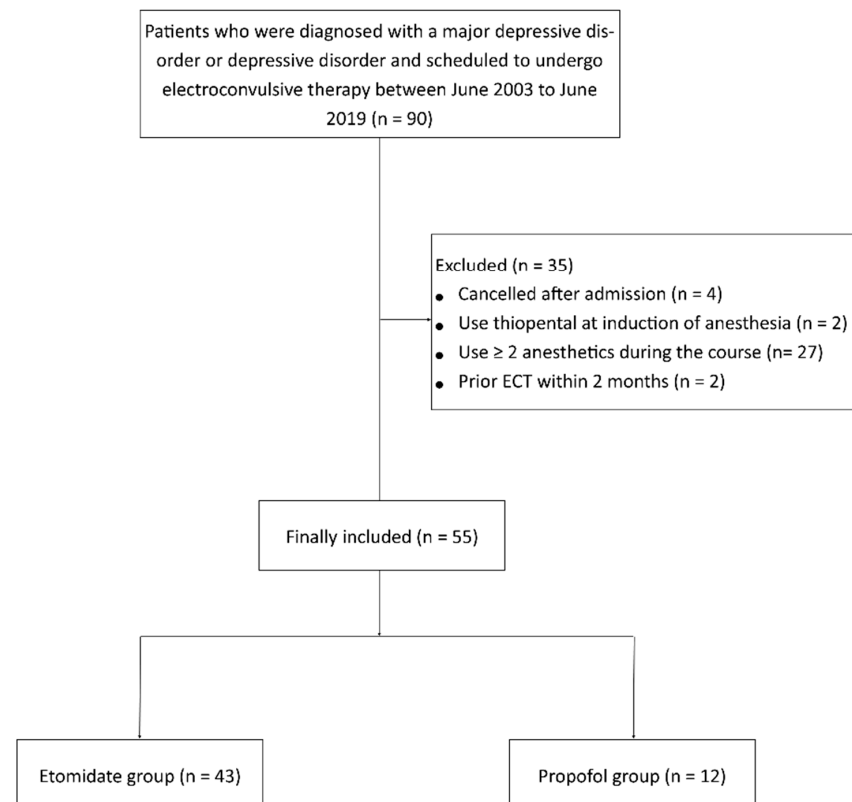 Patients who were diagnosed with a major depressive dis-
order or depressive disorder and scheduled to undergo
electroconvulsive therapy between June 2003 to June
2019 (n = 90)
Excluded (n = 35)
● Cancelled after admission (n = 4)
● Use thiopental at induction of anesthesia (n = 2)
● Use ≥ 2 anesthetics during the course (n= 27)
● Prior ECT within 2 months (n = 2)
Finally included (n = 55)
Etomidate group (n = 43)
Propofol group (n = 12)